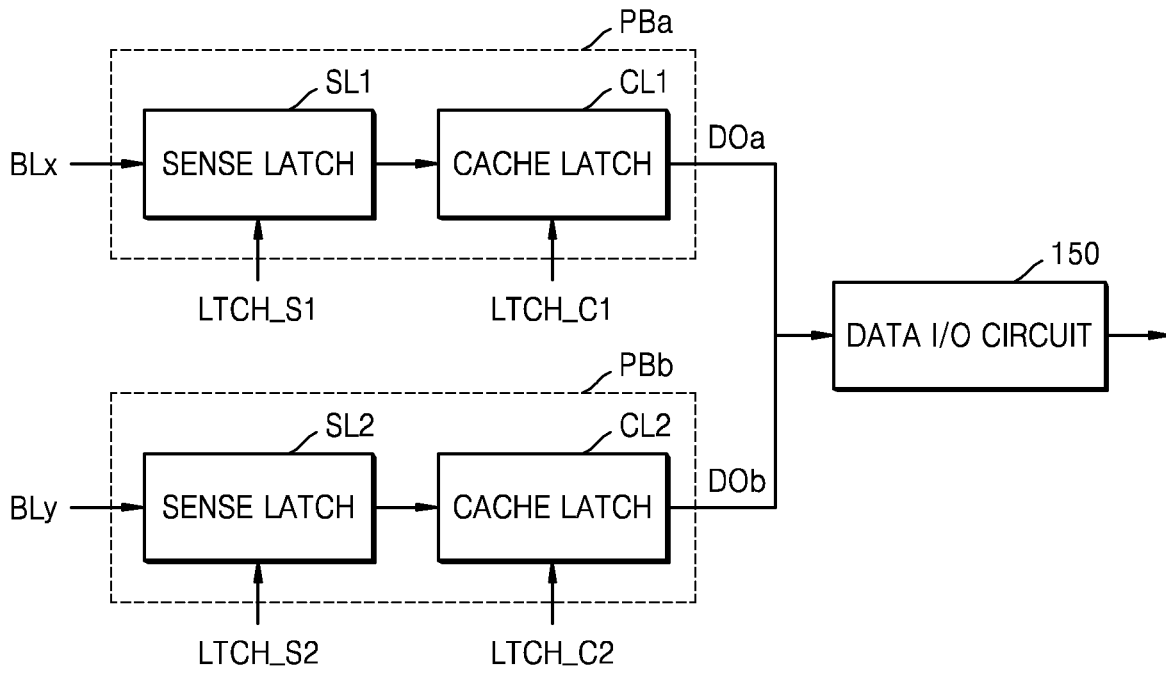 PBa
SL1
CL1
BLx
SENSE LATCH
CACHE LATCH
DOa
LTCH_S1
LTCH_C1
150
DATA I/O CIRCUIT
PBb
SL2
CL2
BLy
SENSE LATCH
CACHE LATCH
DOb
LTCH_S2
LTCH_C2